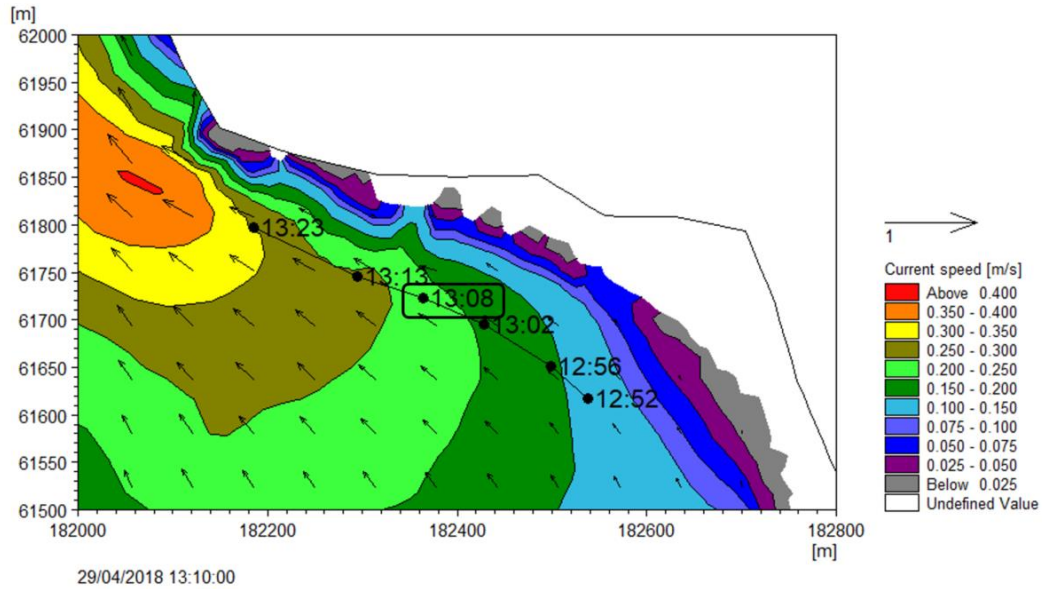 [m]
62000
61950
61900
61850
61800
61750
61700
61650
61600
61550
61500
13:23
13:13
13:08
13:02
12:56
12:52
182000
182200
182400
182600
182800
[m]
29/04/2018 13:10:00
1
Current speed [m/s]
Above 0.400
0.350 - 0.400
0.300 - 0.350
0.250 - 0.300
0.200 - 0.250
0.150 - 0.200
0.100 - 0.150
0.075 - 0.100
0.050 - 0.075
0.025 - 0.050
Below 0.025
Undefined Value